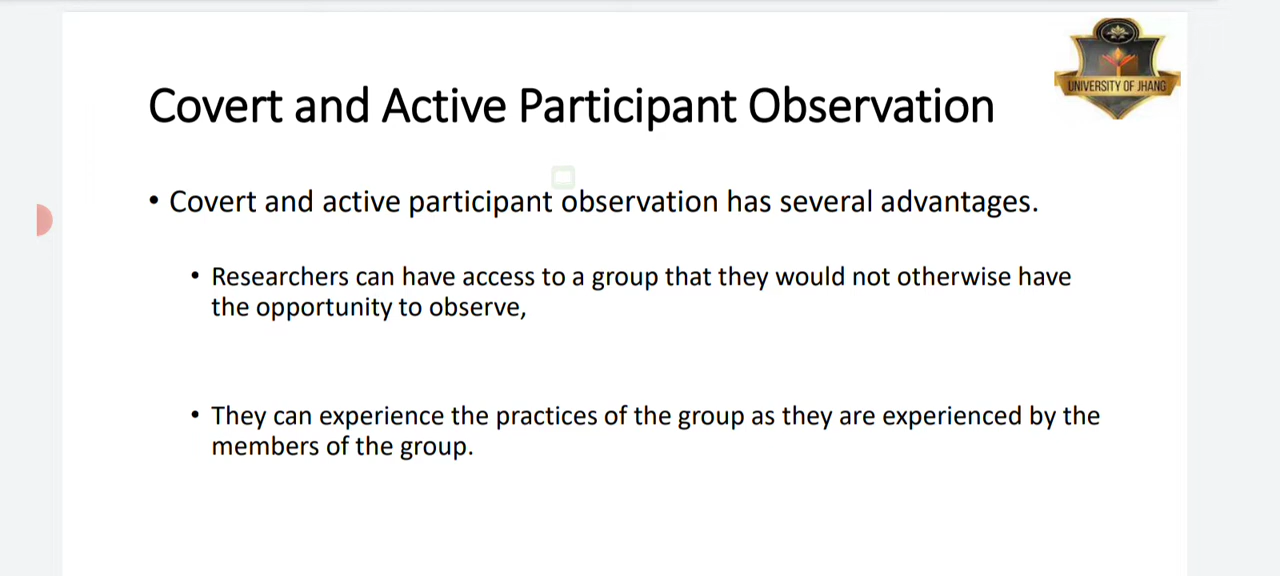 UNIVERSITY OF JHANG
Covert and Active Participant Observation
• Covert and active participant observation has several advantages.
• Researchers can have access to a group that they would not otherwise have
the opportunity to observe,
• They can experience the practices of the group as they are experienced by the
members of the group.